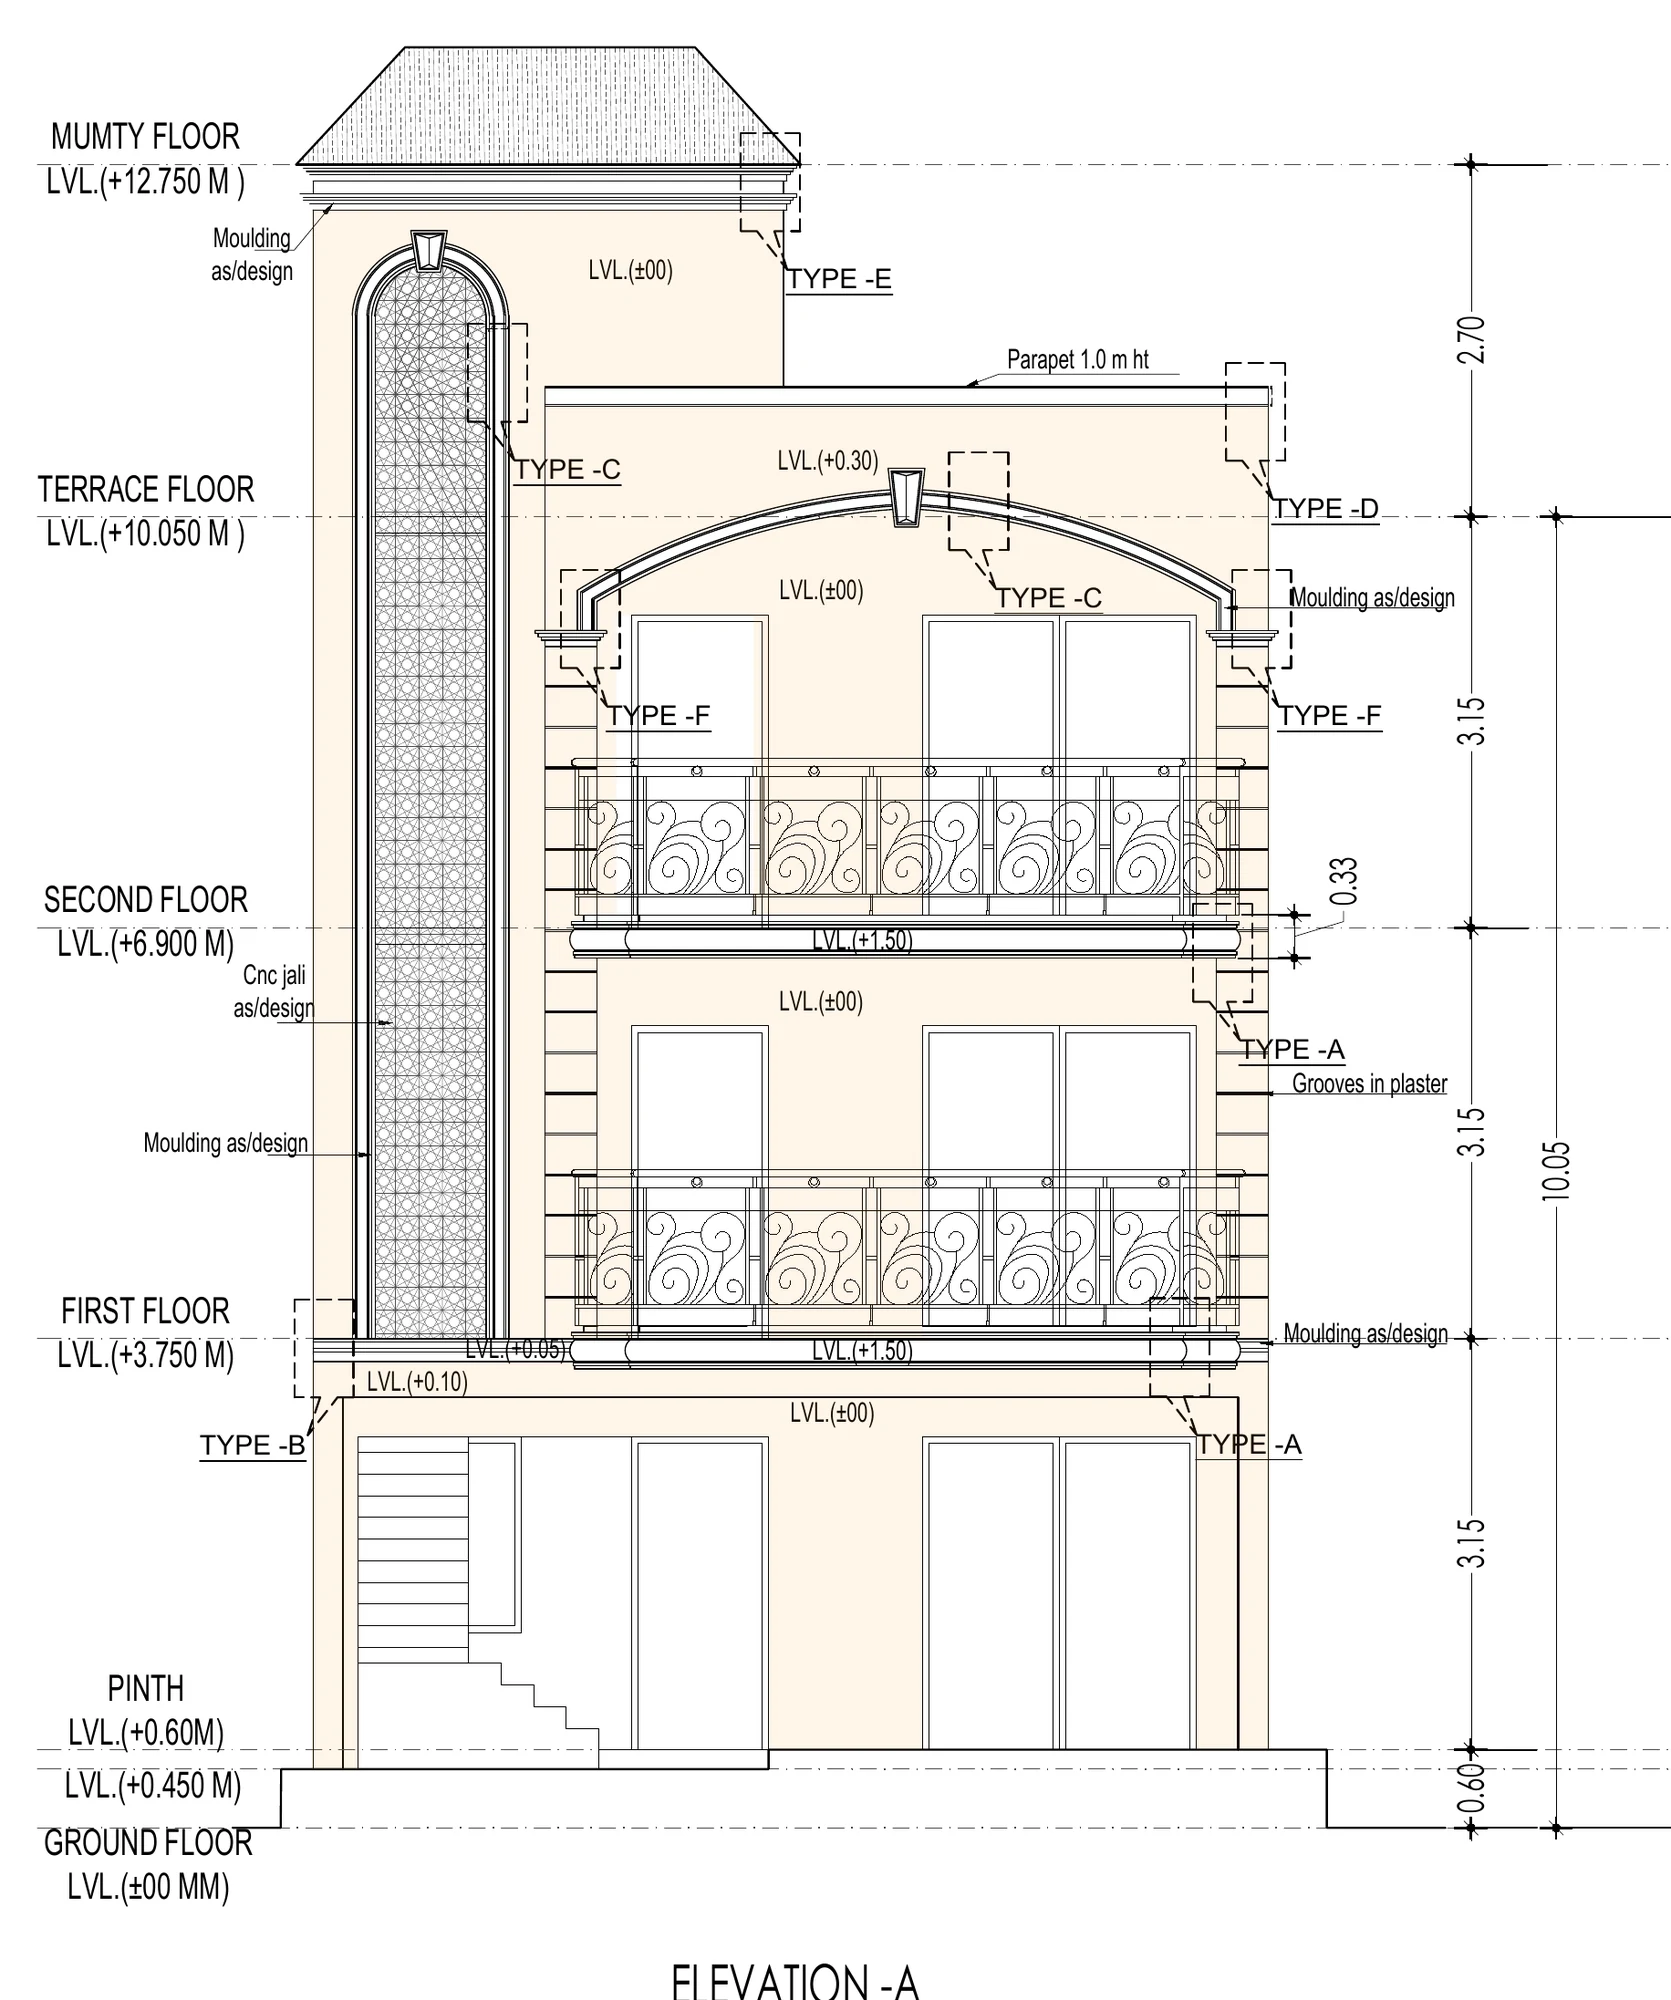 MUMTY FLOOR
LVL.(+12.750 M )
Moulding
as/design
LVL.(±00)
TYPE -E
2.70
Parapet 1.0 m ht
LVL.(+0.30)
TYPE -C
TERRACE FLOOR
LVL.(+10.050 M )
TYPE -D
LVL.(±00)
TYPE -C
Moulding as/design
TYPE -F
TYPE -F
3.15
SECOND FLOOR
LVL.(+6.900 M)
0.33
LVL.(+1.50)
Cnc jali
as/design
LVL.(±00)
TYPE -A
Grooves in plaster
Moulding as/design
3.15
10.05
FIRST FLOOR
LVL.(+3.750 M)
LVL.(+0.05)
LVL.(+1.50)
Moulding as/design
LVL.(+0.10)
LVL.(±00)
TYPE -B
TYPE -A
3.15
PINTH
LVL.(+0.60M)
LVL.(+0.450 M)
0.60
GROUND FLOOR
LVL.(±00 MM)
ELEVATION -A